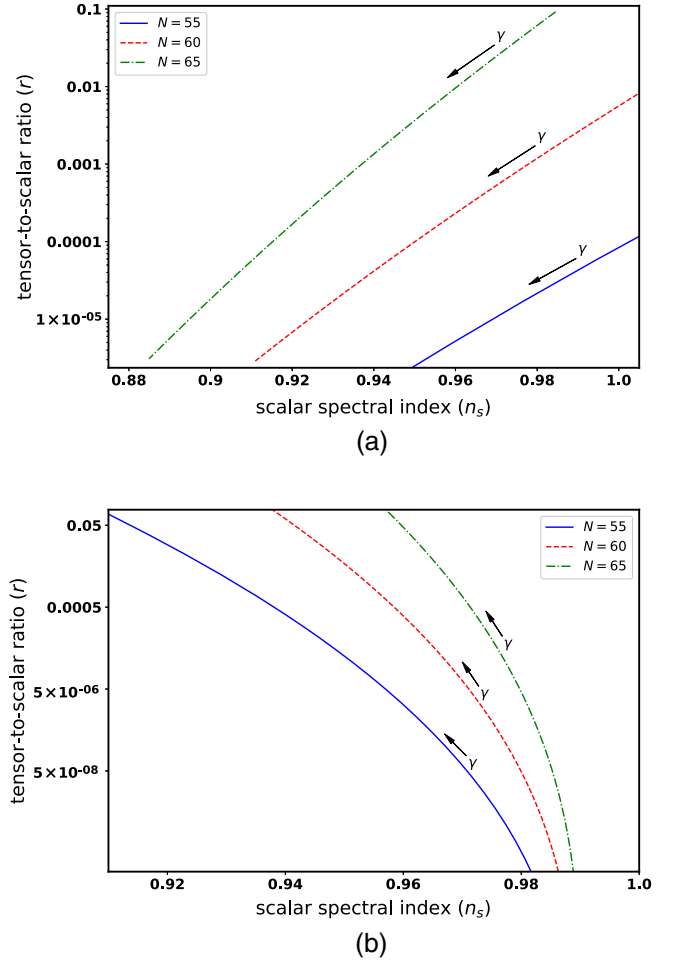 0.1
0.01
0.001
0.0001
1×10⁻⁰⁵
tensor-to-scalar ratio (r)
N = 55
N = 60
N = 65
γ
γ
γ
0.88
0.9
0.92
0.94
0.96
0.98
1.0
scalar spectral index (nₛ)
(a)
0.05
0.0005
5×10⁻⁰⁶
5×10⁻⁰⁸
tensor-to-scalar ratio (r)
N = 55
N = 60
N = 65
γ
γ
γ
0.92
0.94
0.96
0.98
1.0
scalar spectral index (nₛ)
(b)